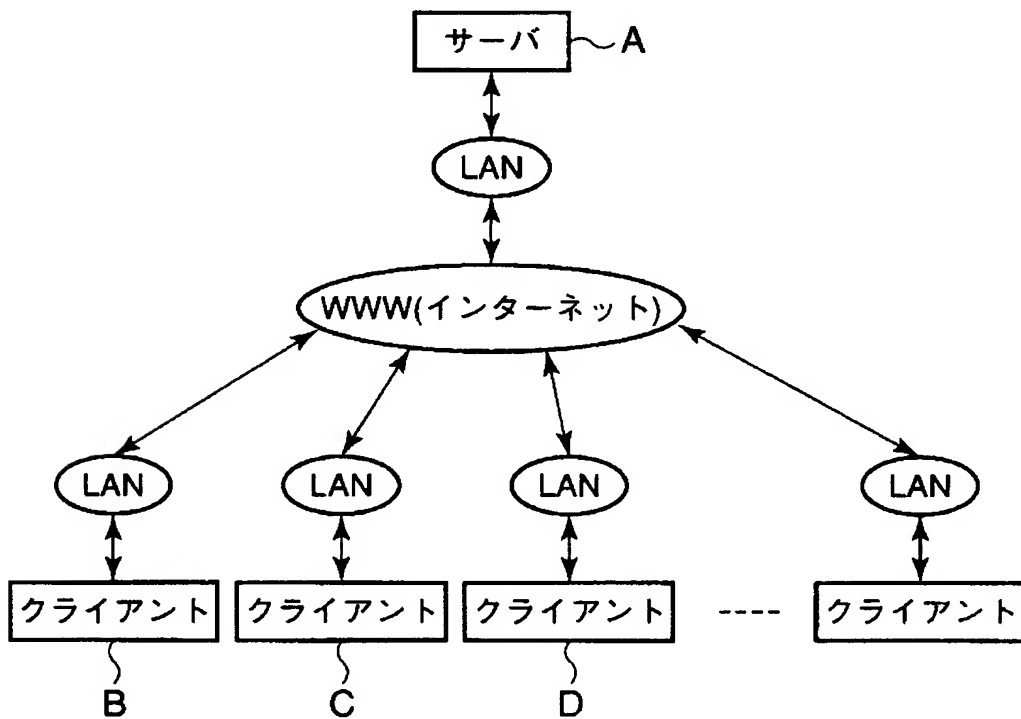 サーバ A
LAN
WWW(インターネット)
LAN LAN LAN LAN
クライアント クライアント クライアント ---- クライアント
B C D